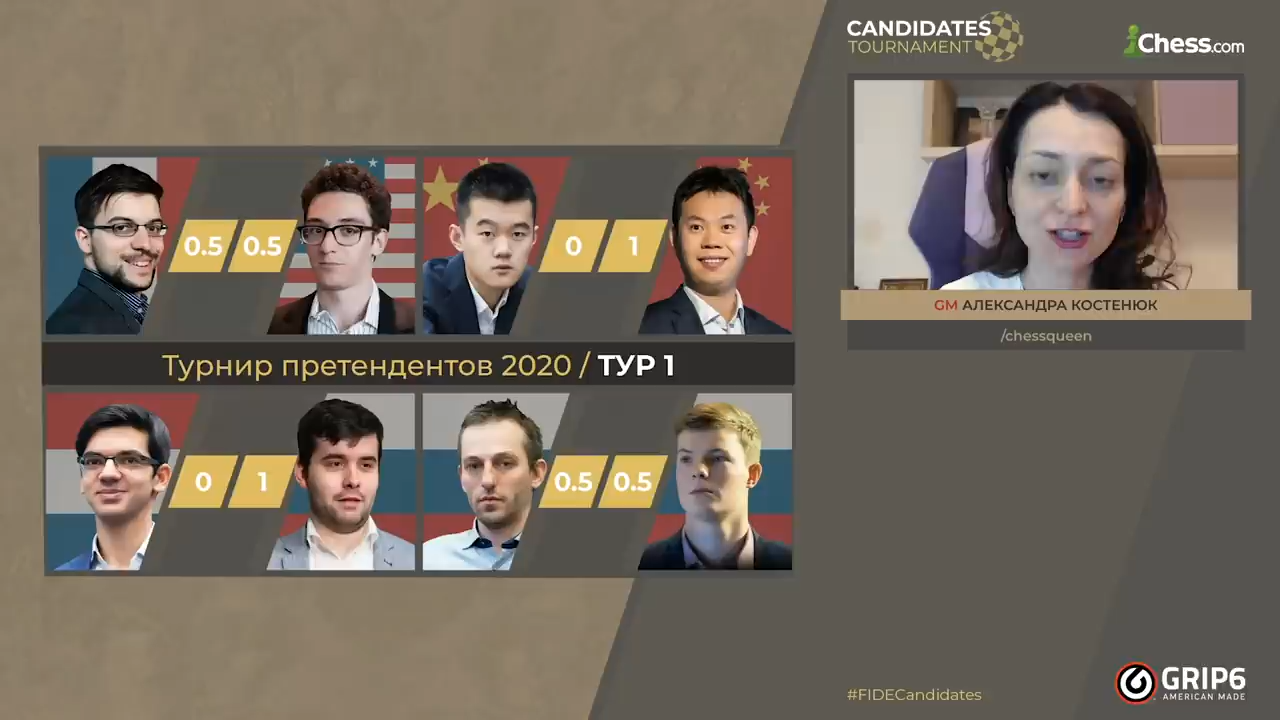 CANDIDATES
TOURNAMENT
iChess.com
0.5 0.5
0 1
Турнир претендентов 2020 / ТУР 1
0 1
0.5 0.5
GM АЛЕКСАНДРА КОСТЕНЮК
/chessqueen
#FIDECandidates
GRIP6
AMERICAN MADE